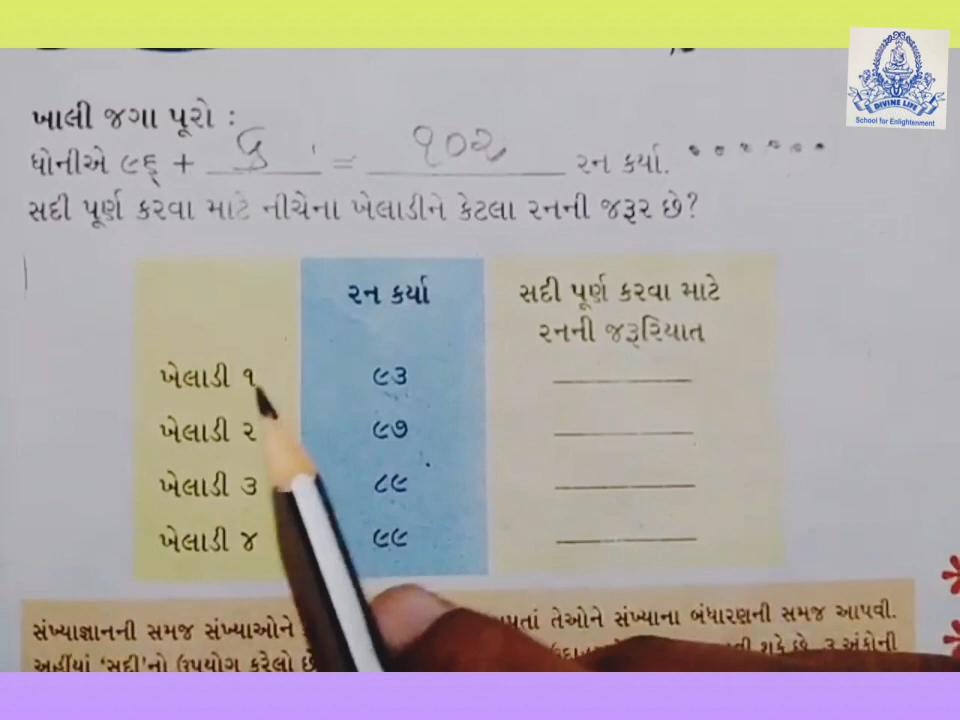 DIVINE LIFE
School for Enlightenment
ખાલી જગા પૂરો :
ધોનીએ ૯૬ + ૬ = ૧૦૨ રન કર્યા.
સદી પૂર્ણ કરવા માટે નીચેના ખેલાડીને કેટલા રનની જરૂર છે?
રન કર્યા સદી પૂર્ણ કરવા માટે
રનની જરૂરિયાત
ખેલાડી ૧ ૯૩
ખેલાડી ૨ ૯૭
ખેલાડી ૩ ૮૯
ખેલાડી ૪ ૯૯
સંખ્યાજ્ઞાનની સમજ સંખ્યાઓને તેઓને સંખ્યાના બંધારણની સમજ આપવી.
અહીંયાં ‘સદી’નો ઉપયોગ કરેલો છે શકે છે. ૩ અંકોની